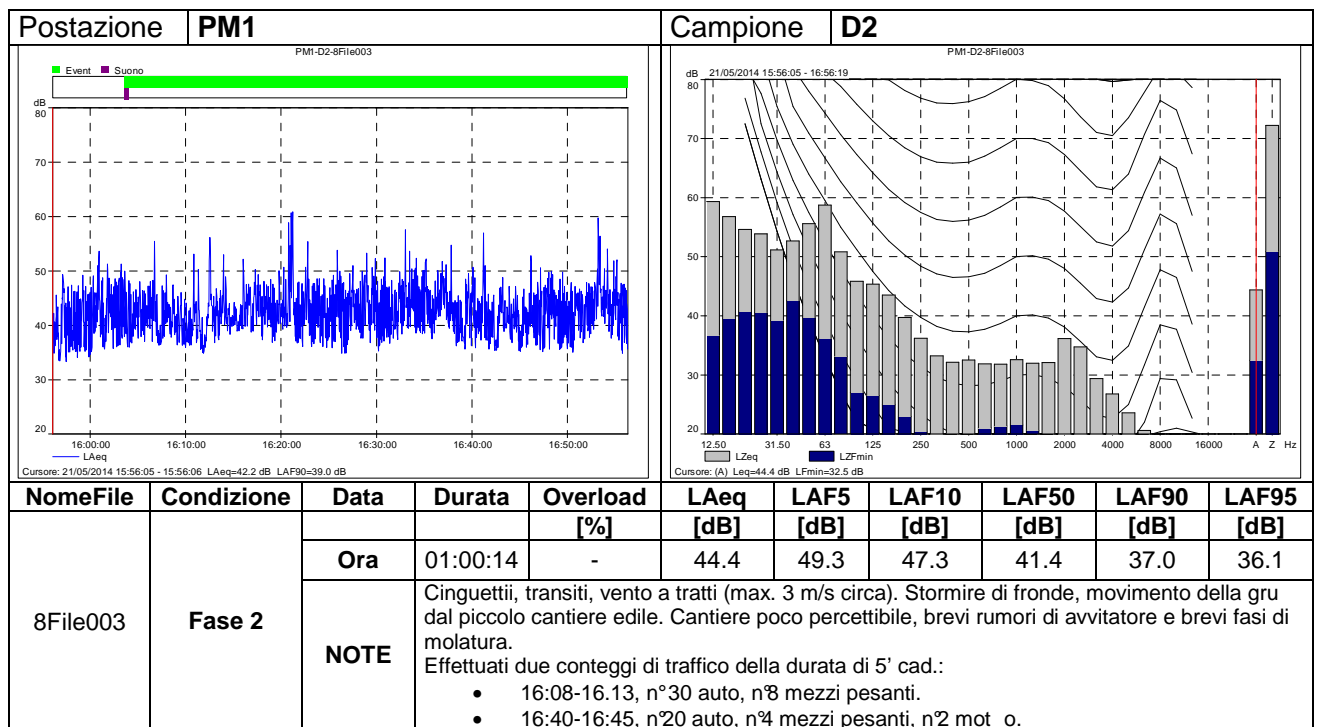 Postazione PM1 Campione D2
PM1-D2-8File003
Event Suono
dB
80
70
60
50
40
30
20
16:00:00 16:10:00 16:20:00 16:30:00 16:40:00 16:50:00
LAeq
Cursore: 21/05/2014 15:56:05 - 15:56:06 LAeq=42.2 dB LAF90=39.0 dB
PM1-D2-8File003
dB 21/05/2014 15:56:05 - 16:56:19
80
70
60
50
40
30
20
12.50 31.50 63 125 250 500 1000 2000 4000 8000 16000 A Z Hz
LZeq LZFmin
Cursore: (A) Leq=44.4 dB LFmin=32.5 dB
NomeFile Condizione Data Durata Overload LAeq LAF5 LAF10 LAF50 LAF90 LAF95
[%] [dB] [dB] [dB] [dB] [dB] [dB]
Ora 01:00:14 - 44.4 49.3 47.3 41.4 37.0 36.1
8File003 Fase 2 NOTE
Cinguettii, transiti, vento a tratti (max. 3 m/s circa). Stormire di fronde, movimento della gru
dal piccolo cantiere edile. Cantiere poco percettibile, brevi rumori di avvitatore e brevi fasi di
molatura.
Effettuati due conteggi di traffico della durata di 5' cad.:
• 16:08-16.13, n°30 auto, n°8 mezzi pesanti.
• 16:40-16:45, n°20 auto, n°4 mezzi pesanti, n°2 mot o.